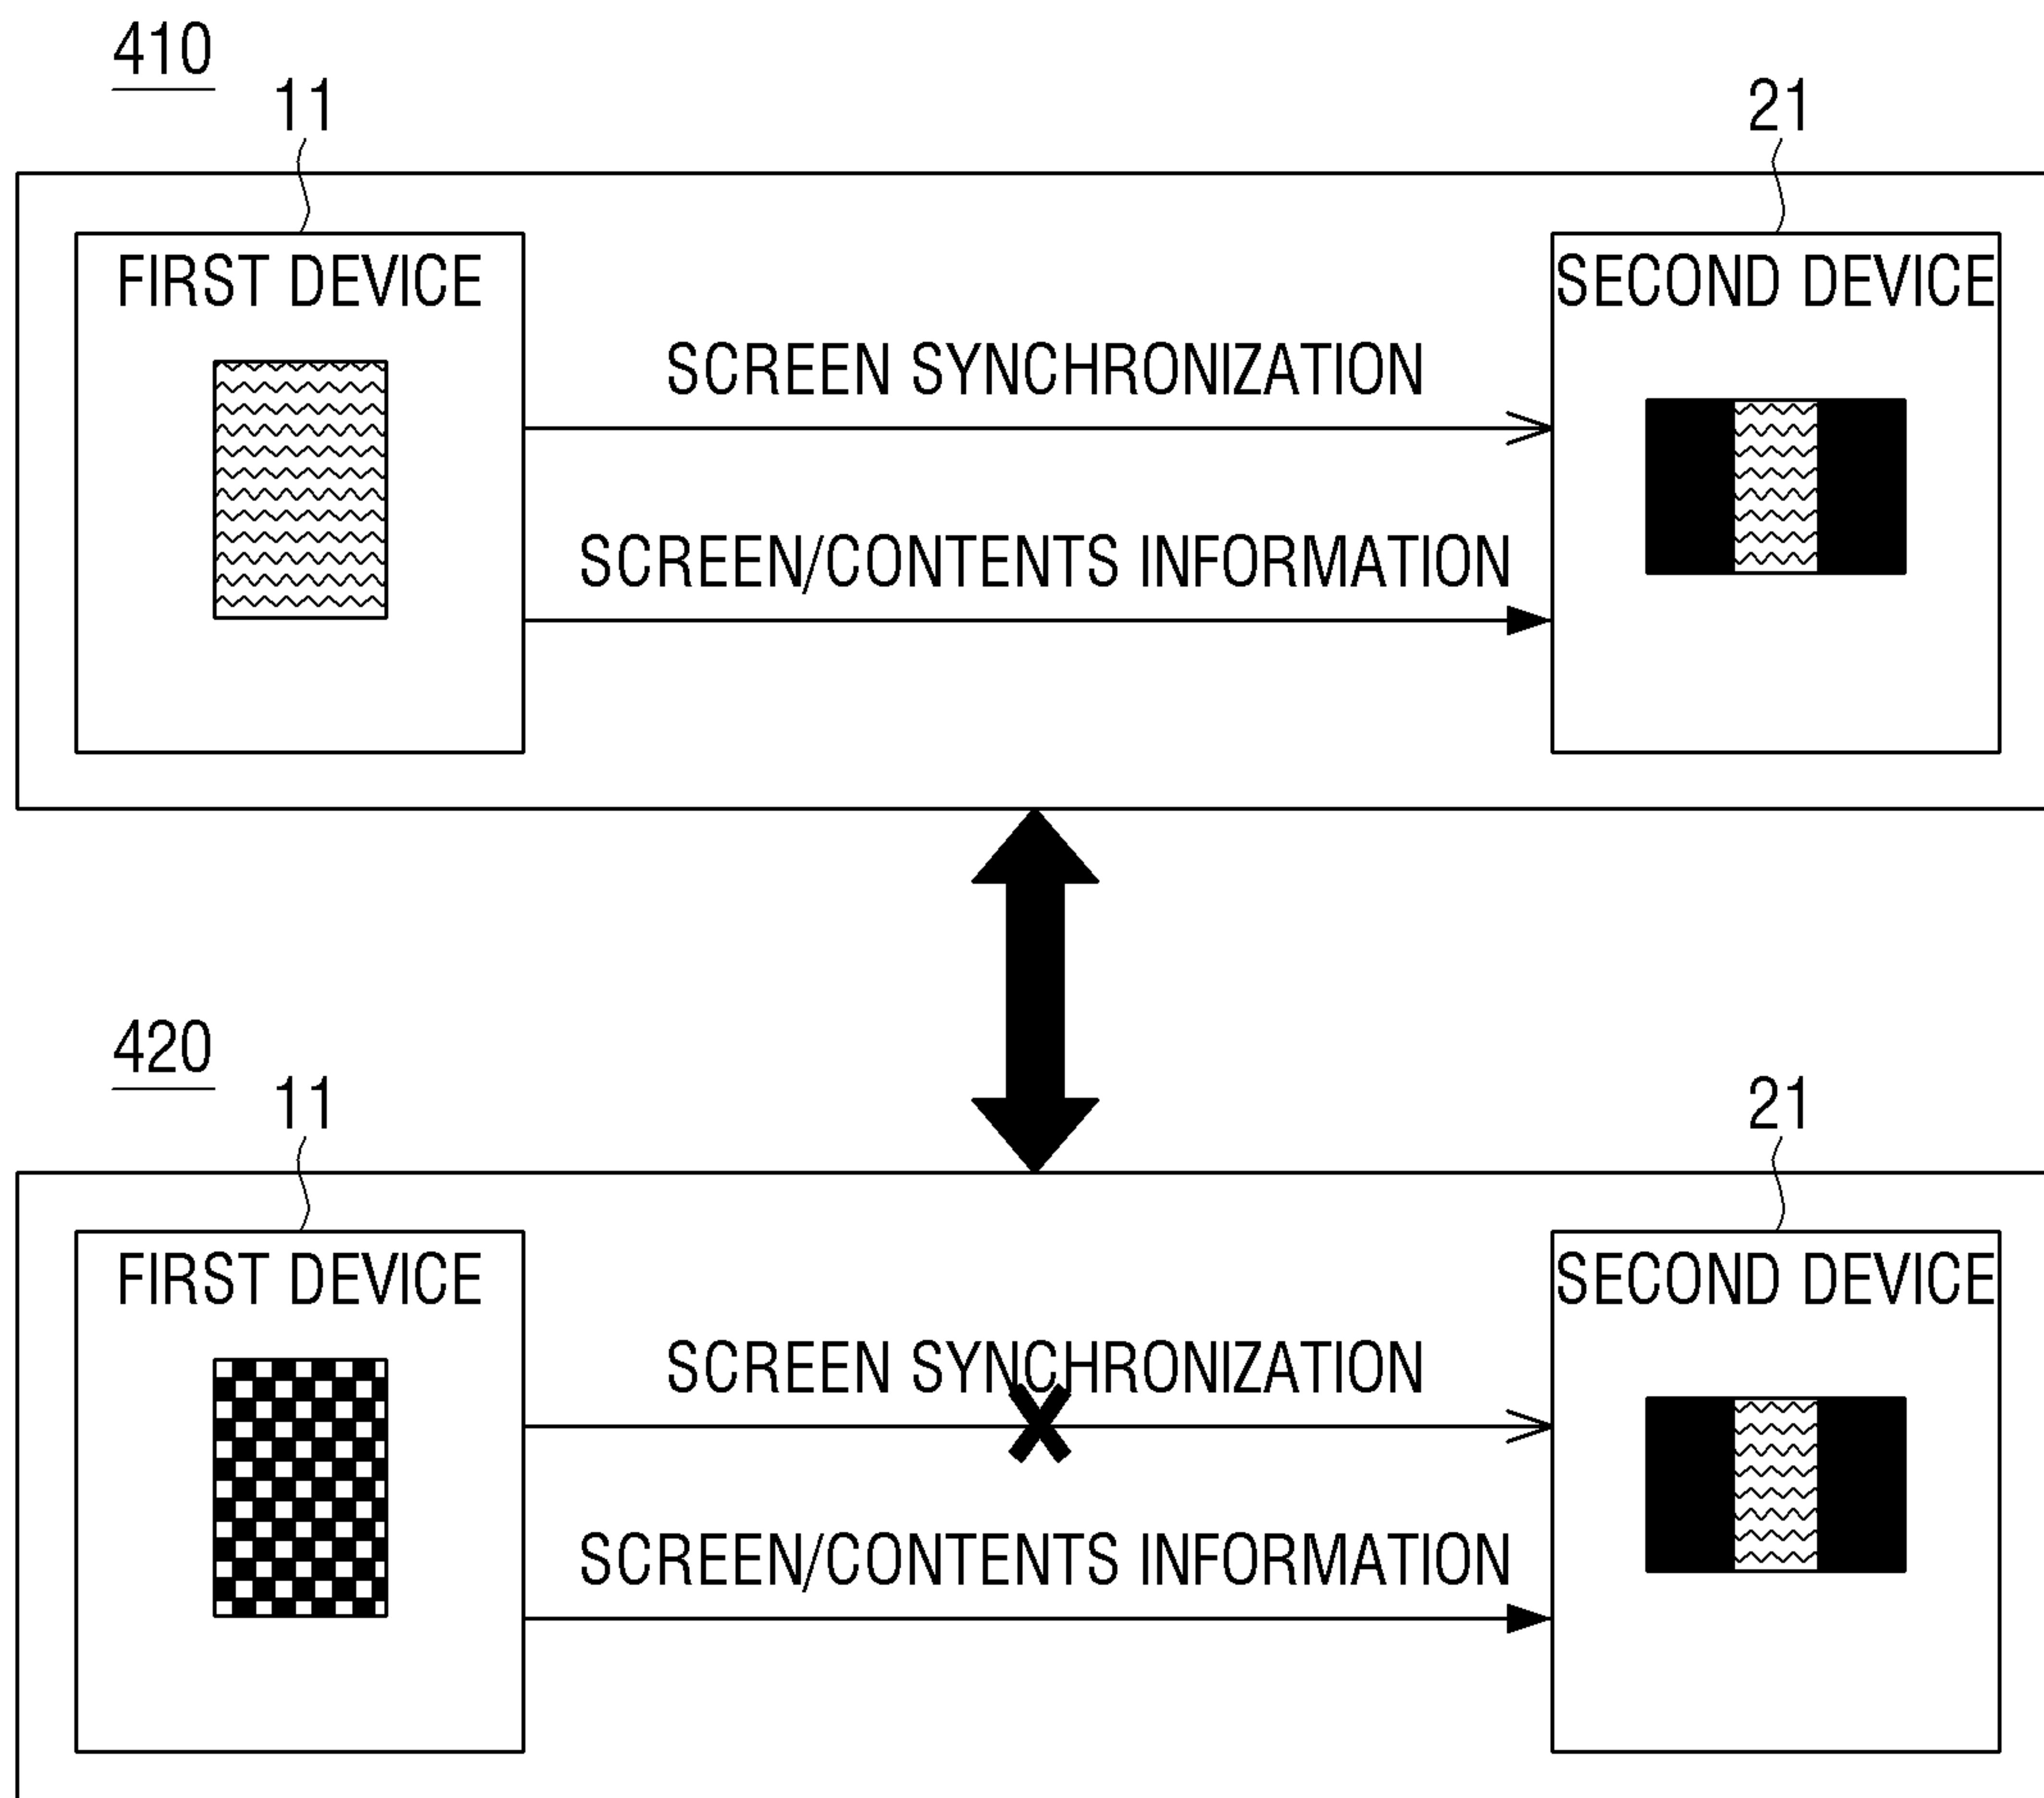 410
11
21
FIRST DEVICE
SECOND DEVICE
SCREEN SYNCHRONIZATION
SCREEN/CONTENTS INFORMATION
420
11
21
FIRST DEVICE
SECOND DEVICE
SCREEN SYNCHRONIZATION
SCREEN/CONTENTS INFORMATION